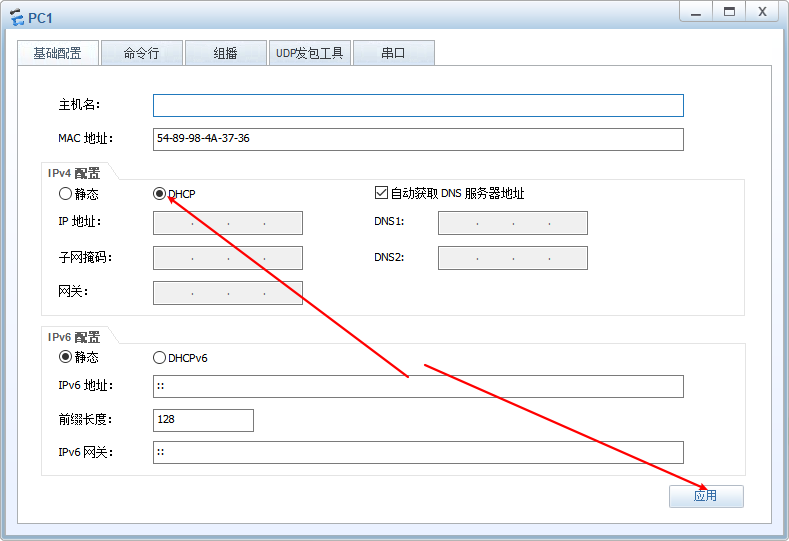 PC1
基础配置 命令行 组播 UDP发包工具 串口
主机名:
MAC 地址: 54-89-98-4A-37-36
IPv4 配置
静态 DHCP 自动获取 DNS 服务器地址
IP 地址: . . . DNS1: . . .
子网掩码: . . . DNS2: . . .
网关: . . .
IPv6 配置
静态 DHCPv6
IPv6 地址: ::
前缀长度: 128
IPv6 网关: ::
应用